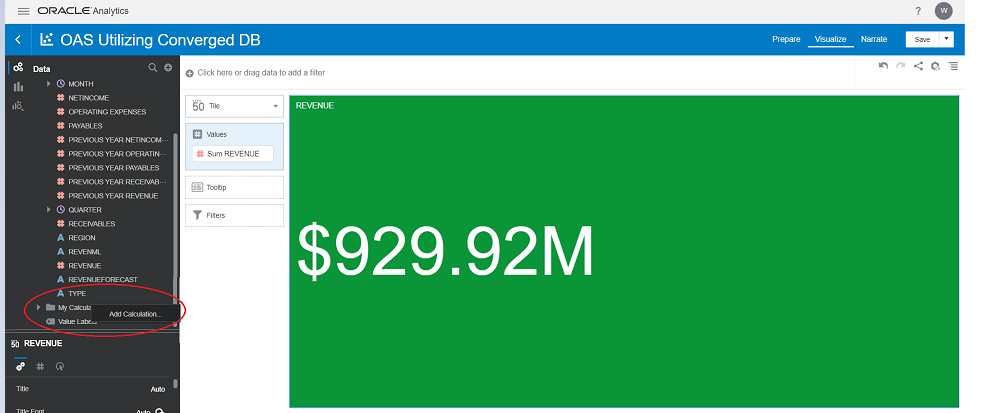 ORACLE Analytics
?
W
OAS Utilizing Converged DB
Prepare
Visualize
Narrate
Save
Data
Click here or drag data to add a filter
MONTH
NETINCOME
OPERATING EXPENSES
PAYABLES
PREVIOUS YEAR NETINCOM···
PREVIOUS YEAR OPERATIN···
PREVIOUS YEAR PAYABLES
PREVIOUS YEAR RECEIVAB···
PREVIOUS YEAR REVENUE
QUARTER
RECEIVABLES
REGION
REVENML
REVENUE
REVENUEFORECAST
TYPE
My Calcula
Add Calculation...
Value Labels
50 REVENUE
Title
Auto
Title Font
Auto
50 Tile
Values
Sum REVENUE
Tooltip
Filters
REVENUE
$929.92M